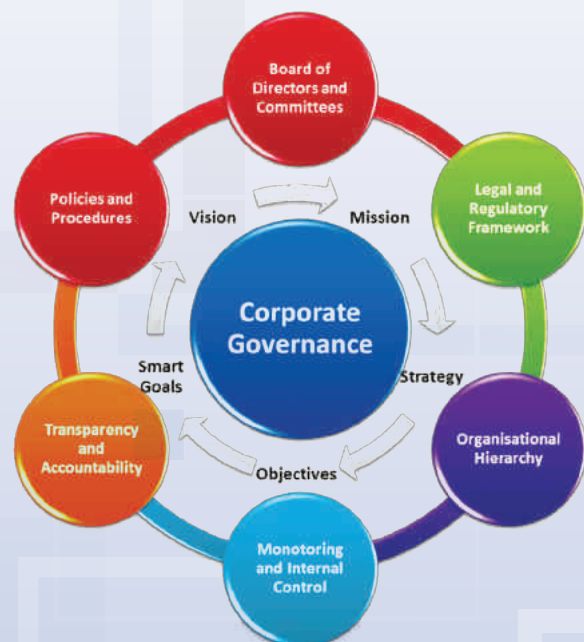 Board of
Directors and
Committees
Policies and
Procedures
Legal and
Regulatory
Framework
Vision
Mission
Corporate
Governance
Smart
Goals
Strategy
Transparency
and
Accountability
Organisational
Hierarchy
Objectives
Monotoring
and Internal
Control